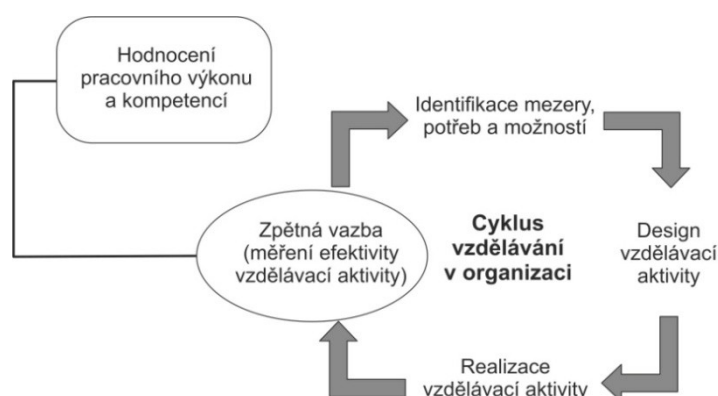 Hodnocení
pracovního výkonu
a kompetencí
Identifikace mezery,
potřeb a možností
Zpětná vazba
(měření efektivity
vzdělávací aktivity)
Cyklus
vzdělávání
v organizaci
Design
vzdělávací
aktivity
Realizace
vzdělávací aktivity